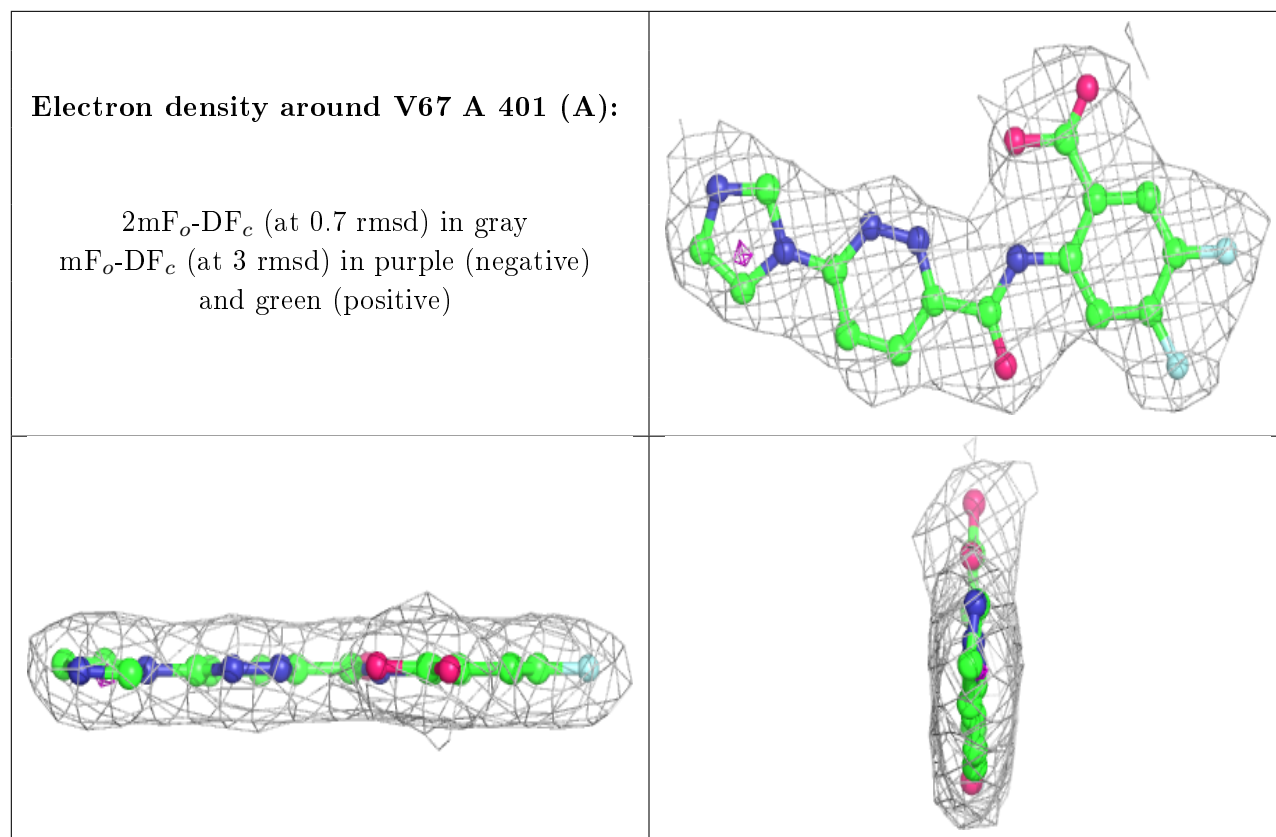 Electron density around V67 A 401 (A):
2mFₒ-DF𝒸 (at 0.7 rmsd) in gray
mFₒ-DF𝒸 (at 3 rmsd) in purple (negative)
and green (positive)